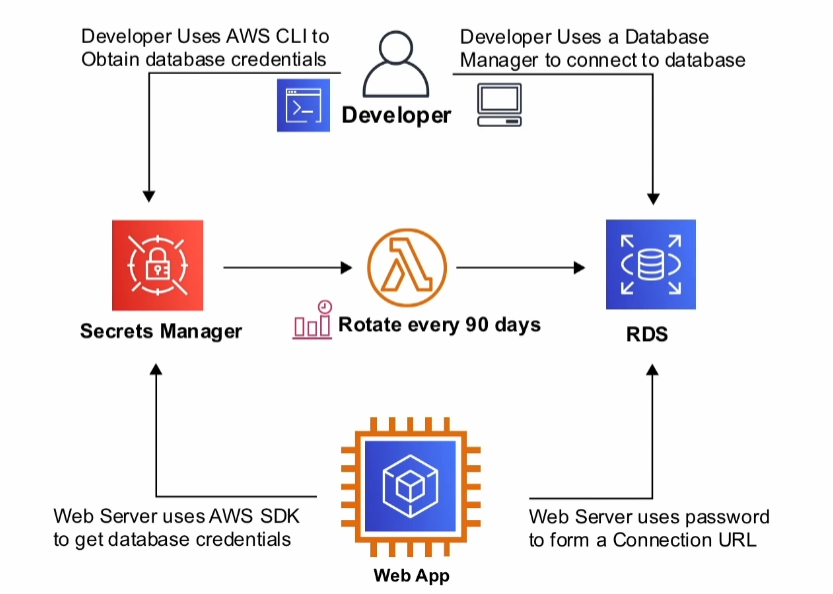 Developer Uses AWS CLI to
Obtain database credentials
Developer Uses a Database
Manager to connect to database
Developer
Secrets Manager
Rotate every 90 days
RDS
Web Server uses AWS SDK
to get database credentials
Web Server uses password
to form a Connection URL
Web App